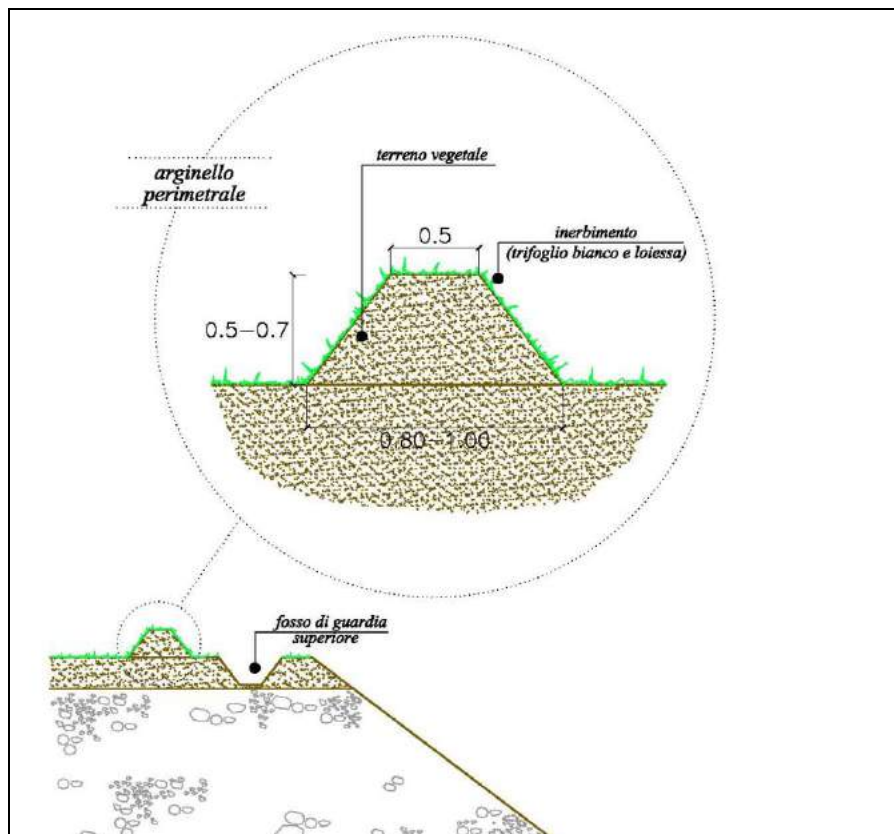 arginello
perimetrale
terreno vegetale
inerbimento
(trifoglio bianco e loiessa)
0.5
0.5-0.7
0.80-1.00
fosso di guardia
superiore